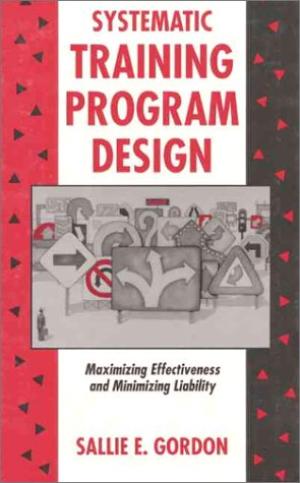 SYSTEMATIC
TRAINING
PROGRAM
DESIGN
Maximizing Effectiveness
and Minimizing Liability
SALLIE E. GORDON